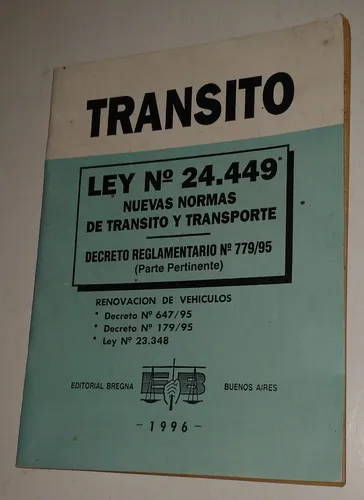 TRANSITO
LEY Nº 24.449
NUEVAS NORMAS
DE TRANSITO Y TRANSPORTE
DECRETO REGLAMENTARIO Nº 779/95
(Parte Pertinente)
RENOVACION DE VEHICULOS
* Decreto Nº 647/95
* Decreto Nº 179/95
* Ley Nº 23.348
EDITORIAL BREGNA EB BUENOS AIRES
- 1996 -